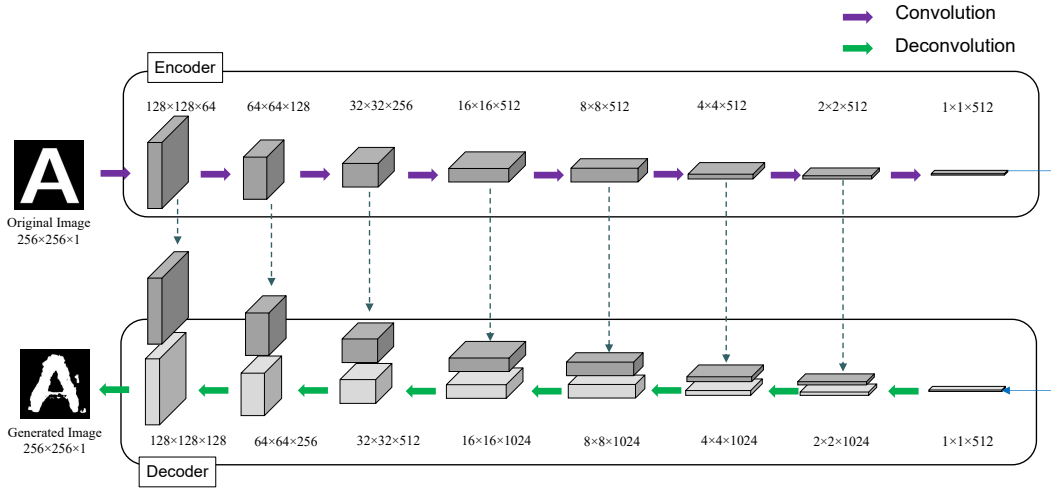 Convolution
Deconvolution
Encoder
128×128×64
64×64×128
32×32×256
16×16×512
8×8×512
4×4×512
2×2×512
1×1×512
A
Original Image
256×256×1
A
Generated Image
256×256×1
128×128×128
64×64×256
32×32×512
16×16×1024
8×8×1024
4×4×1024
2×2×1024
1×1×512
Decoder